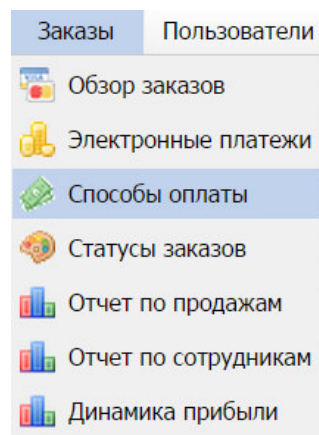 Заказы Пользователи
Обзор заказов
Электронные платежи
Способы оплаты
Статусы заказов
Отчет по продажам
Отчет по сотрудникам
Динамика прибыли